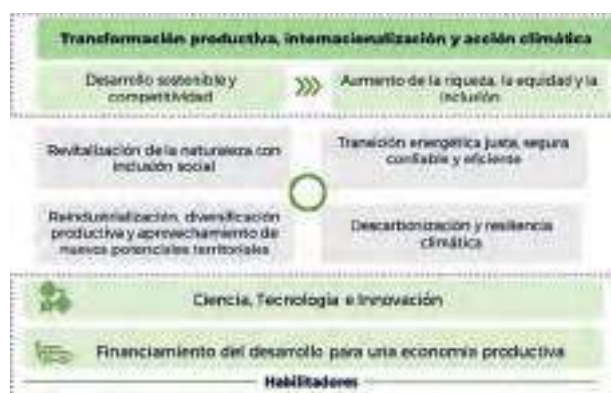 Transformación productiva, internacionalización y acción climática
Desarrollo sostenible y
competitividad
Aumento de la riqueza, la equidad y la
inclusión
Revitalización de la naturaleza con
inclusión social
Transición energética justa, segura
confiable y eficiente
Reindustrialización, diversificación
productiva y aprovechamiento de
nuevos potenciales territoriales
Descarbonización y resiliencia
climática
Ciencia, Tecnología e Innovación
Financiamiento del desarrollo para una economía productiva
Habilitadores